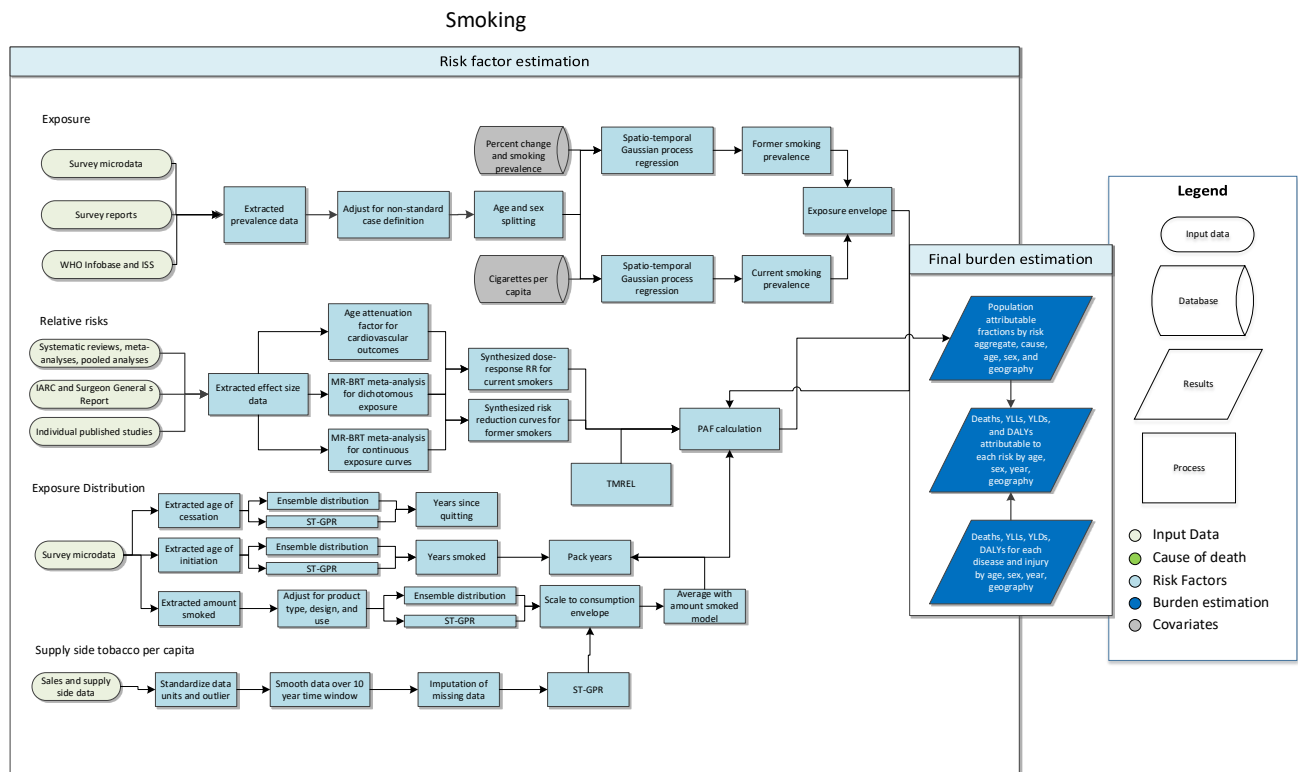 Smoking
Risk factor estimation
Exposure
Survey microdata
Survey reports
WHO Infobase and ISS
Extracted
prevalence data
Adjust for non-standard
case definition
Age and sex
splitting
Percent change
and smoking
prevalence
Cigarettes per
capita
Spatio-temporal
Gaussian process
regression
Former smoking
prevalence
Spatio-temporal
Gaussian process
regression
Current smoking
prevalence
Exposure envelope
Relative risks
Systematic reviews, meta-
analyses, pooled analyses
IARC and Surgeon General s
Report
Individual published studies
Extracted effect size
data
Age attenuation
factor for
cardiovascular
outcomes
MR-BRT meta-analysis
for dichotomous
exposure
MR-BRT meta-analysis
for continuous
exposure curves
Synthesized dose-
response RR for
current smokers
Synthesized risk
reduction curves for
former smokers
TMREL
PAF calculation
Exposure Distribution
Survey microdata
Extracted age of
cessation
Ensemble distribution
ST-GPR
Years since
quitting
Extracted age of
initiation
Ensemble distribution
ST-GPR
Years smoked
Pack years
Extracted amount
smoked
Adjust for product
type, design, and
use
Ensemble distribution
ST-GPR
Scale to consumption
envelope
Average with
amount smoked
model
Supply side tobacco per capita
Sales and supply
side data
Standardize data
units and outlier
Smooth data over 10
year time window
Imputation of
missing data
ST-GPR
Final burden estimation
Population
attributable
fractions by risk
aggregate, cause,
age, sex, and
geography
Deaths, YLLs, YLDs,
and DALYs
attributable to
each risk by age,
sex, year,
geography
Deaths, YLLs, YLDs,
DALYs for each
disease and injury
by age, sex, year,
geography
Legend
Input data
Database
Results
Process
Input Data
Cause of death
Risk Factors
Burden estimation
Covariates